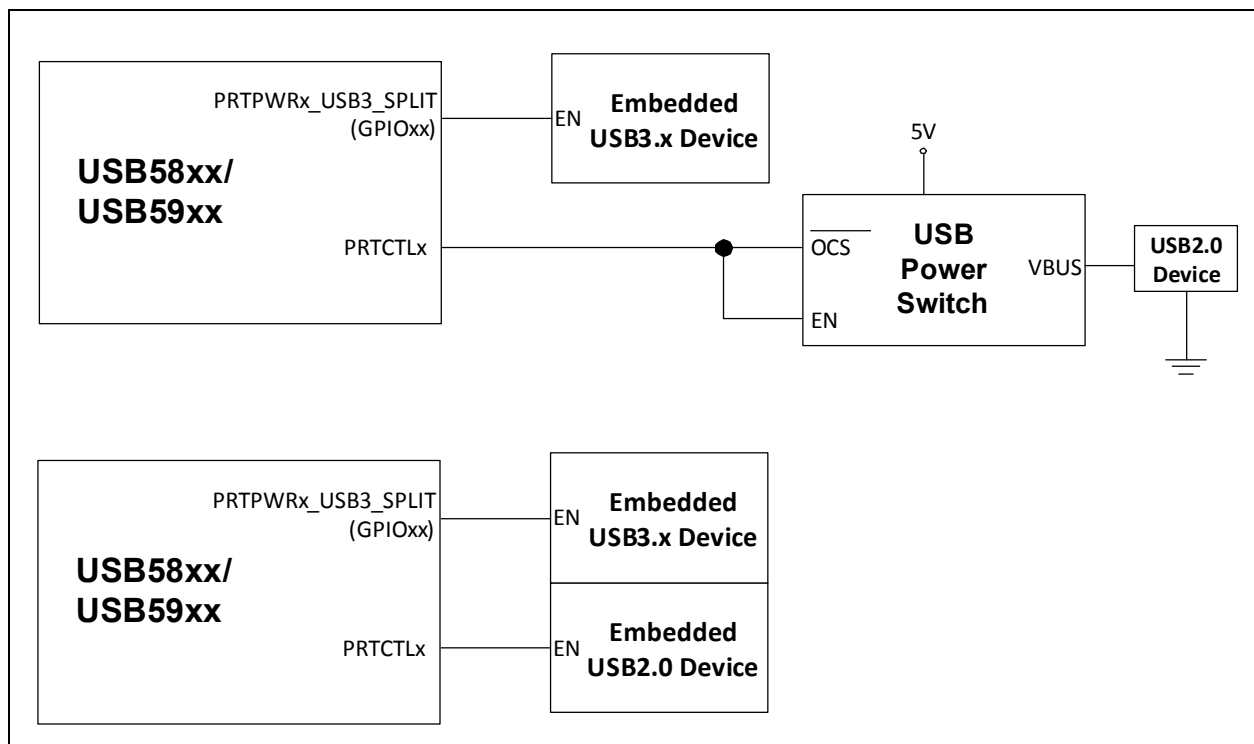 PRTPWRx_USB3_SPLIT
(GPIOxx)
USB58xx/
USB59xx
PRTCTLx
EN
Embedded
USB3.x Device
5V
OCS
EN
USB
Power
Switch
VBUS
USB2.0
Device
PRTPWRx_USB3_SPLIT
(GPIOxx)
USB58xx/
USB59xx
PRTCTLx
EN
Embedded
USB3.x Device
EN
Embedded
USB2.0 Device